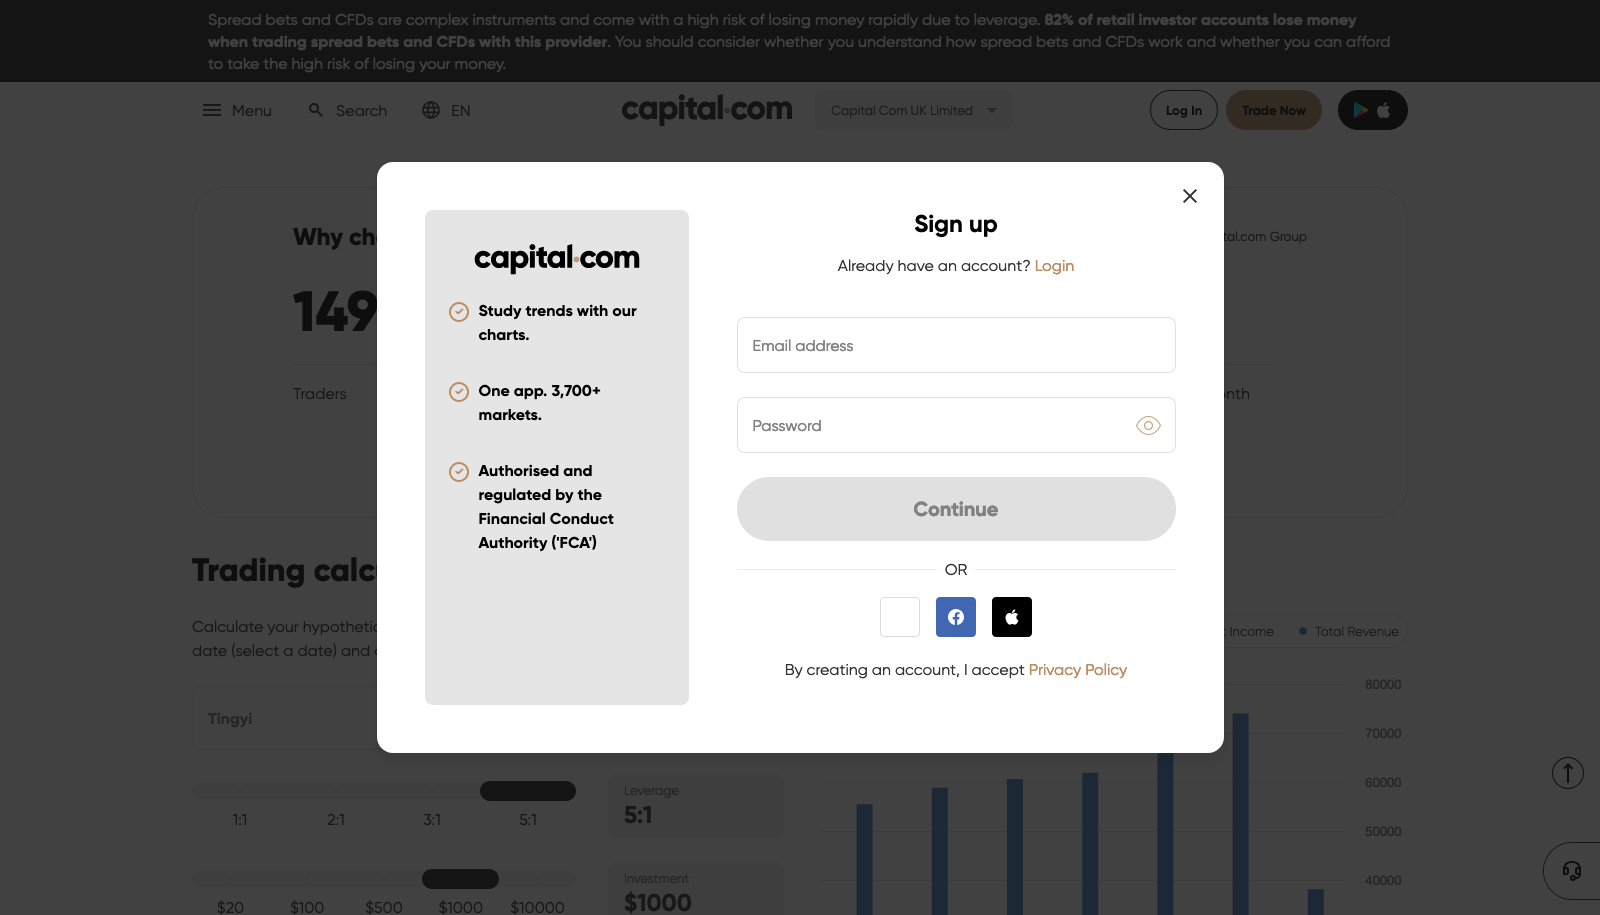 Spread bets and CFDs are complex instruments and come with a high risk of losing money rapidly due to leverage. 82% of retail investor accounts lose money
when trading spread bets and CFDs with this provider. You should consider whether you understand how spread bets and CFDs work and whether you can afford
to take the high risk of losing your money.
Menu Search EN capital.com Capital Com UK Limited Log In Trade Now
Why ch
tal.com Group
149
Traders
nth
capital.com
Study trends with our
charts.
One app. 3,700+
markets.
Authorised and
regulated by the
Financial Conduct
Authority ('FCA')
Sign up
Already have an account? Login
Email address
Password
Continue
OR
By creating an account, I accept Privacy Policy
Trading calc
Calculate your hypothetic
date (select a date) and
Tingyi
1:1 2:1 3:1 5:1
$20 $100 $500 $1000 $10000
Leverage
5:1
Investment
$1000
Income Total Revenue
80000
70000
60000
50000
40000